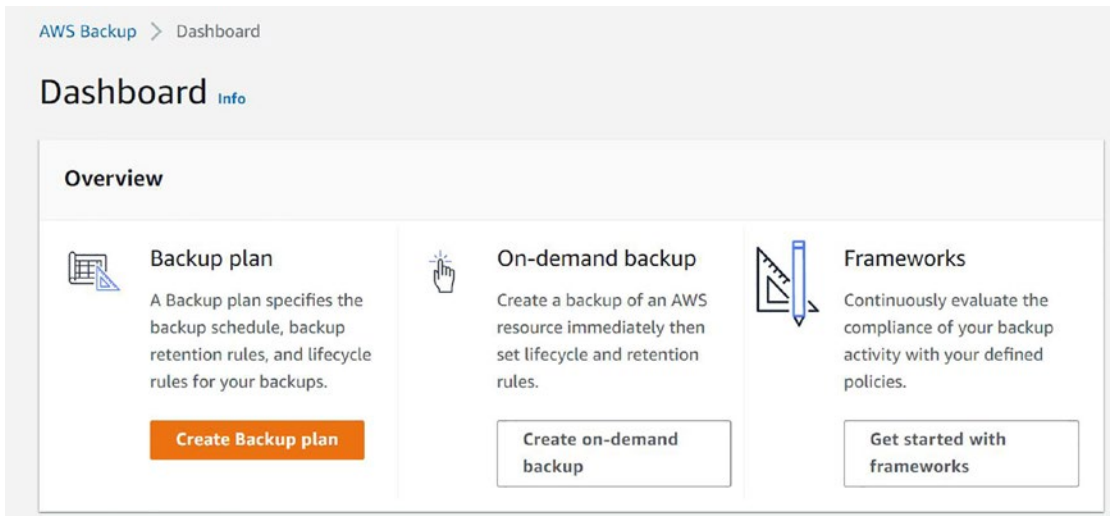 AWS Backup > Dashboard
Dashboard Info
Overview
Backup plan
A Backup plan specifies the
backup schedule, backup
retention rules, and lifecycle
rules for your backups.
Create Backup plan
On-demand backup
Create a backup of an AWS
resource immediately then
set lifecycle and retention
rules.
Create on-demand
backup
Frameworks
Continuously evaluate the
compliance of your backup
activity with your defined
policies.
Get started with
frameworks